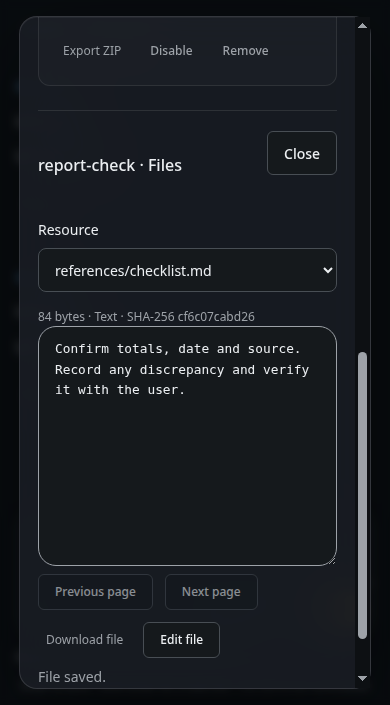 Export ZIP Disable Remove
report-check · Files
Close
Resource
references/checklist.md
84 bytes · Text · SHA-256 cf6c07cabd26
Confirm totals, date and source.
Record any discrepancy and verify
it with the user.
Previous page Next page
Download file Edit file
File saved.